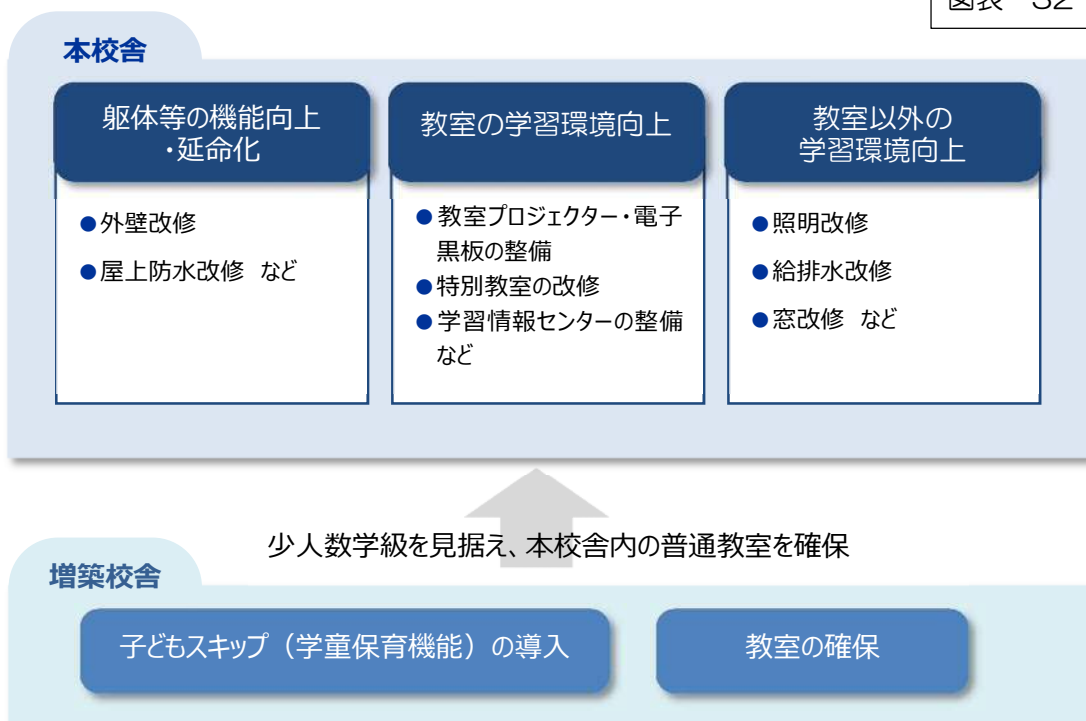 図表 32
本校舎
躯体等の機能向上
・延命化
●外壁改修
●屋上防水改修 など
教室の学習環境向上
●教室プロジェクター・電子
黒板の整備
●特別教室の改修
●学習情報センターの整備
など
教室以外の
学習環境向上
●照明改修
●給排水改修
●窓改修 など
少人数学級を見据え、本校舎内の普通教室を確保
増築校舎
子どもスキップ（学童保育機能）の導入
教室の確保